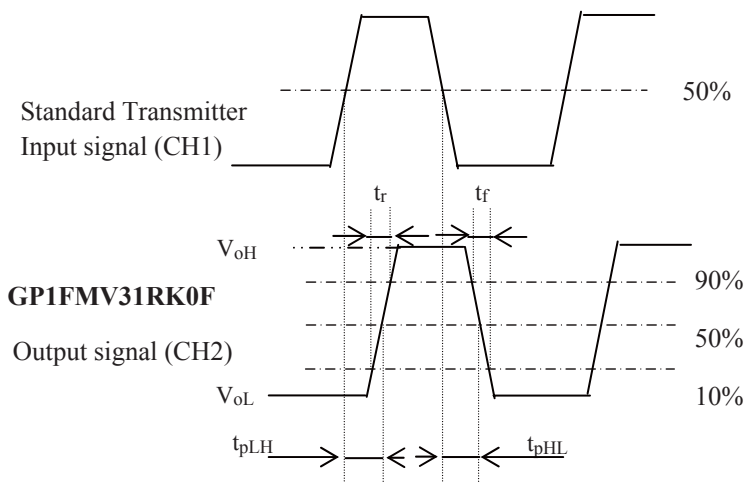 50%
Standard Transmitter
Input signal (CH1)
tr
tf
VoH
90%
GP1FMV31RK0F
50%
Output signal (CH2)
VoL
10%
tpLH
tpHL